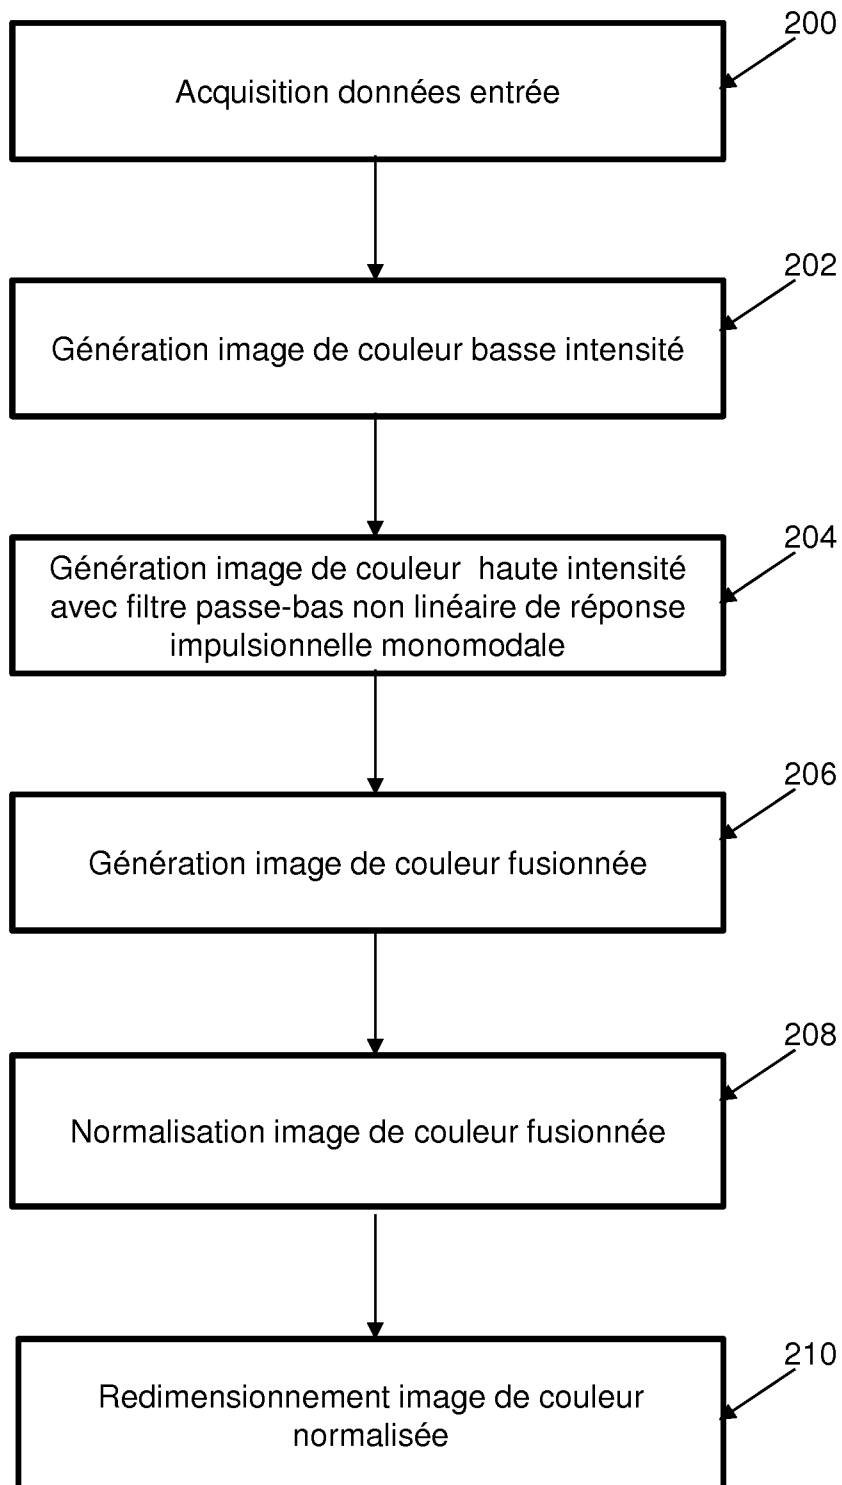 200
Acquisition données entrée
202
Génération image de couleur basse intensité
204
Génération image de couleur haute intensité
avec filtre passe-bas non linéaire de réponse
impulsionnelle monomodale
206
Génération image de couleur fusionnée
208
Normalisation image de couleur fusionnée
210
Redimensionnement image de couleur
normalisée